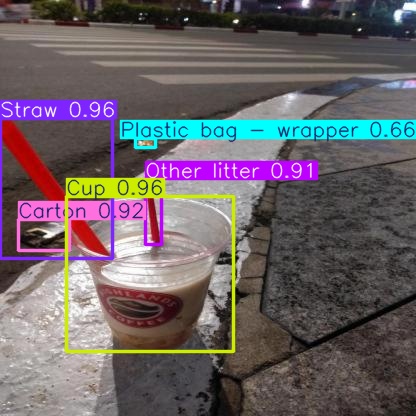 Straw 0.96
Plastic bag – wrapper 0.66
Other litter 0.91
Cup 0.96
Carton 0.92
HIGHLANDS
COFFEE